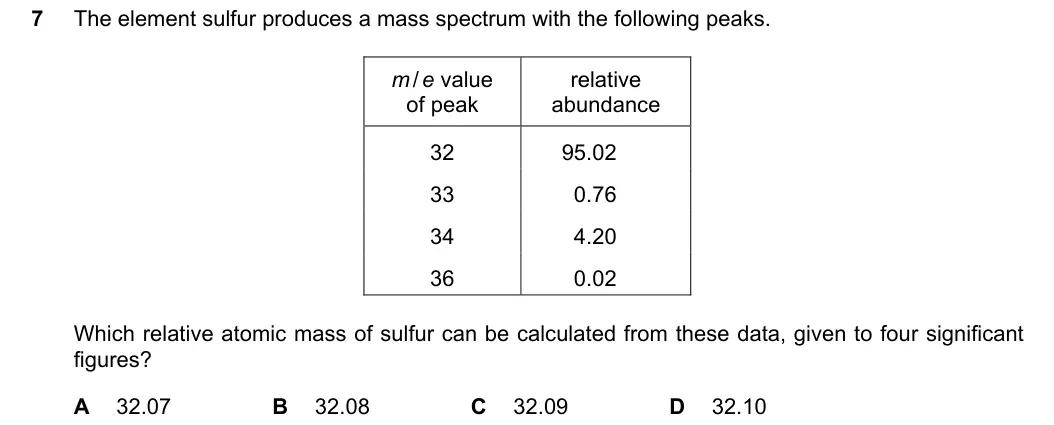 7 The element sulfur produces a mass spectrum with the following peaks.
m / e value of peak relative abundance
32 95.02
33 0.76
34 4.20
36 0.02
Which relative atomic mass of sulfur can be calculated from these data, given to four significant
figures?
A 32.07 B 32.08 C 32.09 D 32.10